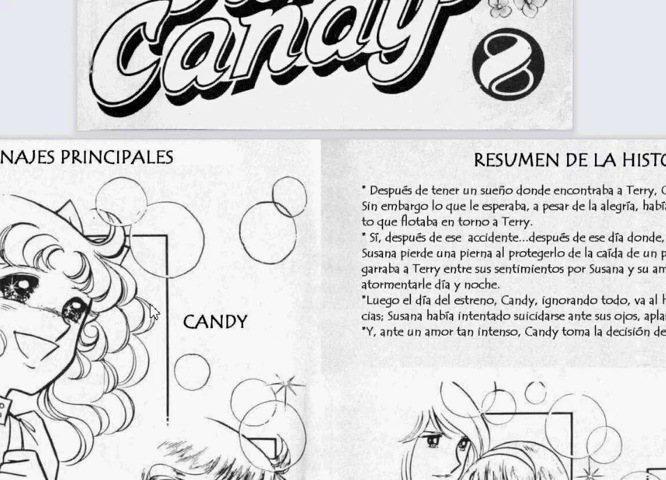 Candy
8
NAJES PRINCIPALES
CANDY
RESUMEN DE LA HISTO
* Después de tener un sueño donde encontraba a Terry, C
Sin embargo lo que le esperaba, a pesar de la alegría, habí
to que flotaba en torno a Terry.
* Sí, después de ese accidente...después de ese día donde,
Susana pierde una pierna al protegerlo de la caída de un p
garraba a Terry entre sus sentimientos por Susana y su am
atormentarle día y noche.
*Luego el día del estreno, Candy, ignorando todo, va al h
cias; Susana había intentado suicidarse ante sus ojos, apla
*Y, ante un amor tan intenso, Candy toma la decisión de